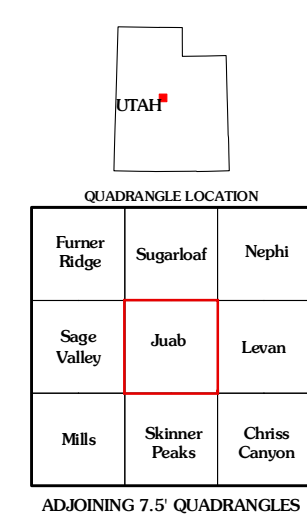 UTAH
QUADRANGLE LOCATION
Furner
Ridge
Sugarloaf
Nephi
Sage
Valley
Juab
Levan
Mills
Skinner
Peaks
Chriss
Canyon
ADJOINING 7.5' QUADRANGLES